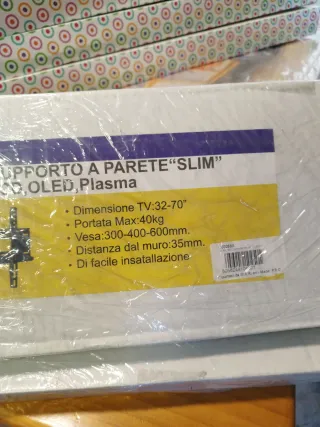 UPPORTO A PARETE“SLIM”
D,OLED,Plasma
• Dimensione TV:32-70"
• Portata Max:40kg
• Vesa:300-400-600mm.
• Distanza dal muro:35mm.
• Di facile insatallazione